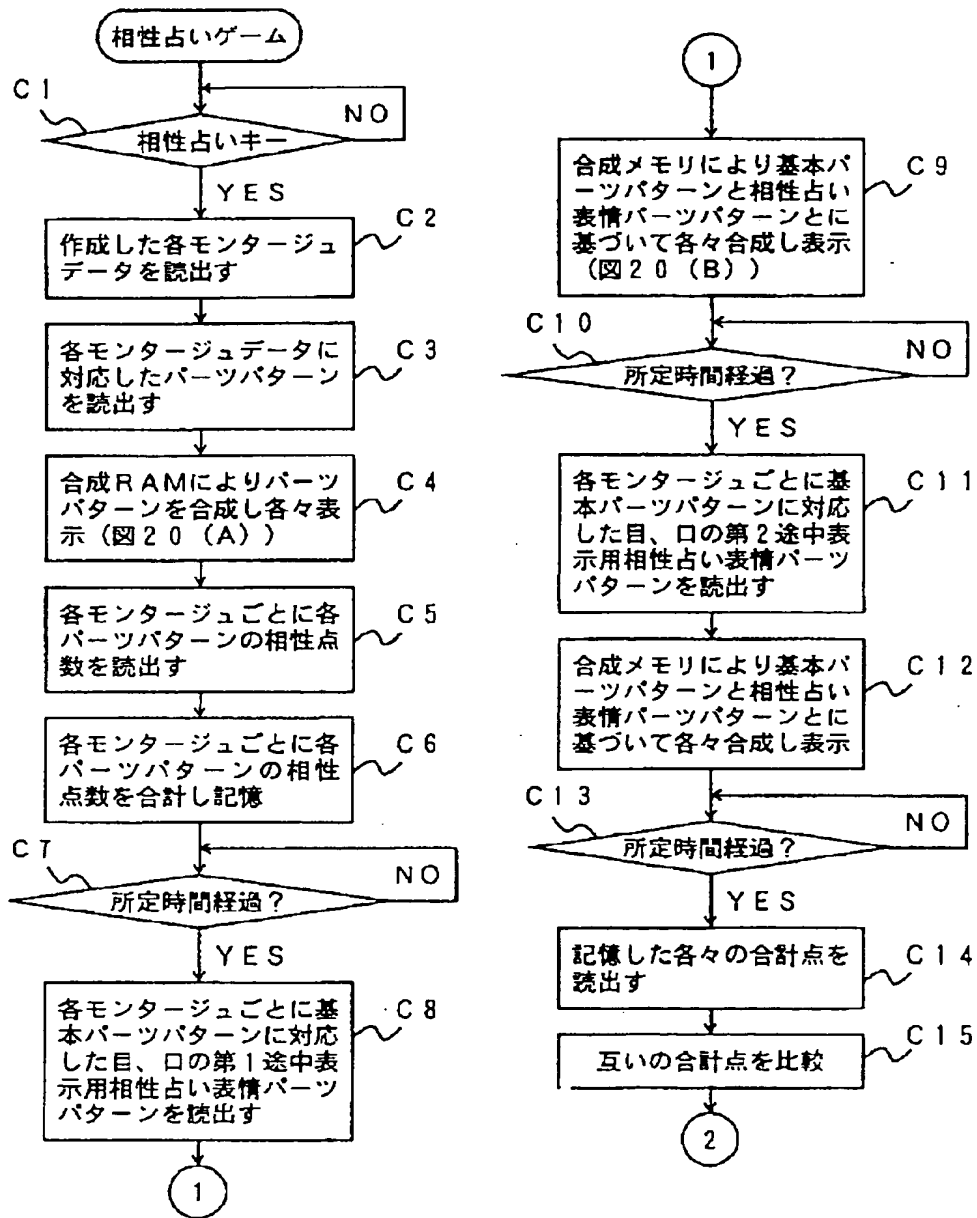 相性占いゲーム
C1
NO
相性占いキー
YES
C2
作成した各モンタージュ
データを読出す
C3
各モンタージュデータに
対応したパーツパターン
を読出す
C4
合成RAMによりパーツ
パターンを合成し各々表
示(図20(A))
C5
各モンタージュごとに各
パーツパターンの相性点
数を読出す
C6
各モンタージュごとに各
パーツパターンの相性
点数を合計し記憶
C7
NO
所定時間経過?
YES
C8
各モンタージュごとに基
本パーツパターンに対応
した目、口の第1途中表
示用相性占い表情パーツ
パターンを読出す
1
1
C9
合成メモリにより基本パ
ーツパターンと相性占い
表情パーツパターンとに
基づいて各々合成し表示
(図20(B))
C10
NO
所定時間経過?
YES
C11
各モンタージュごとに基
本パーツパターンに対応
した目、口の第2途中表
示用相性占い表情パーツ
パターンを読出す
C12
合成メモリにより基本パ
ーツパターンと相性占い
表情パーツパターンとに
基づいて各々合成し表示
C13
NO
所定時間経過?
YES
C14
記憶した各々の合計点を
読出す
C15
互いの合計点を比較
2